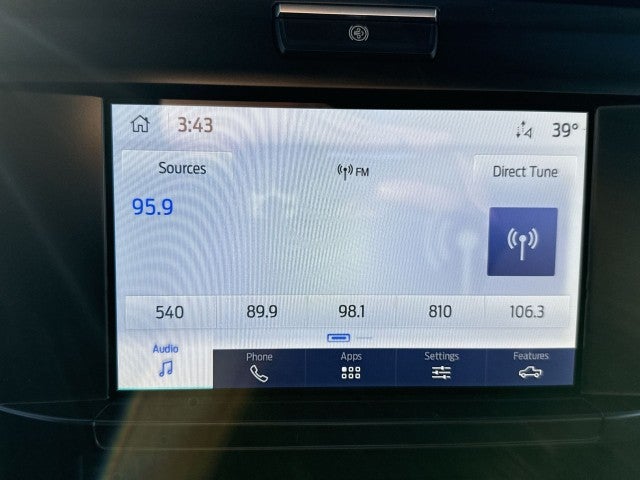 3:43 39°
Sources FM Direct Tune
95.9
540 89.9 98.1 810 106.3
Audio Phone Apps Settings Features